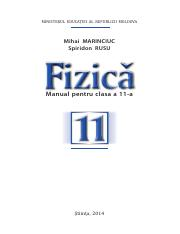 MINISTERUL EDUCAȚIEI AL REPUBLICII MOLDOVA
Mihai MARINCIUC
Spiridon RUSU
Fizică
Manual pentru clasa a 11-a
11
Știința, 2014